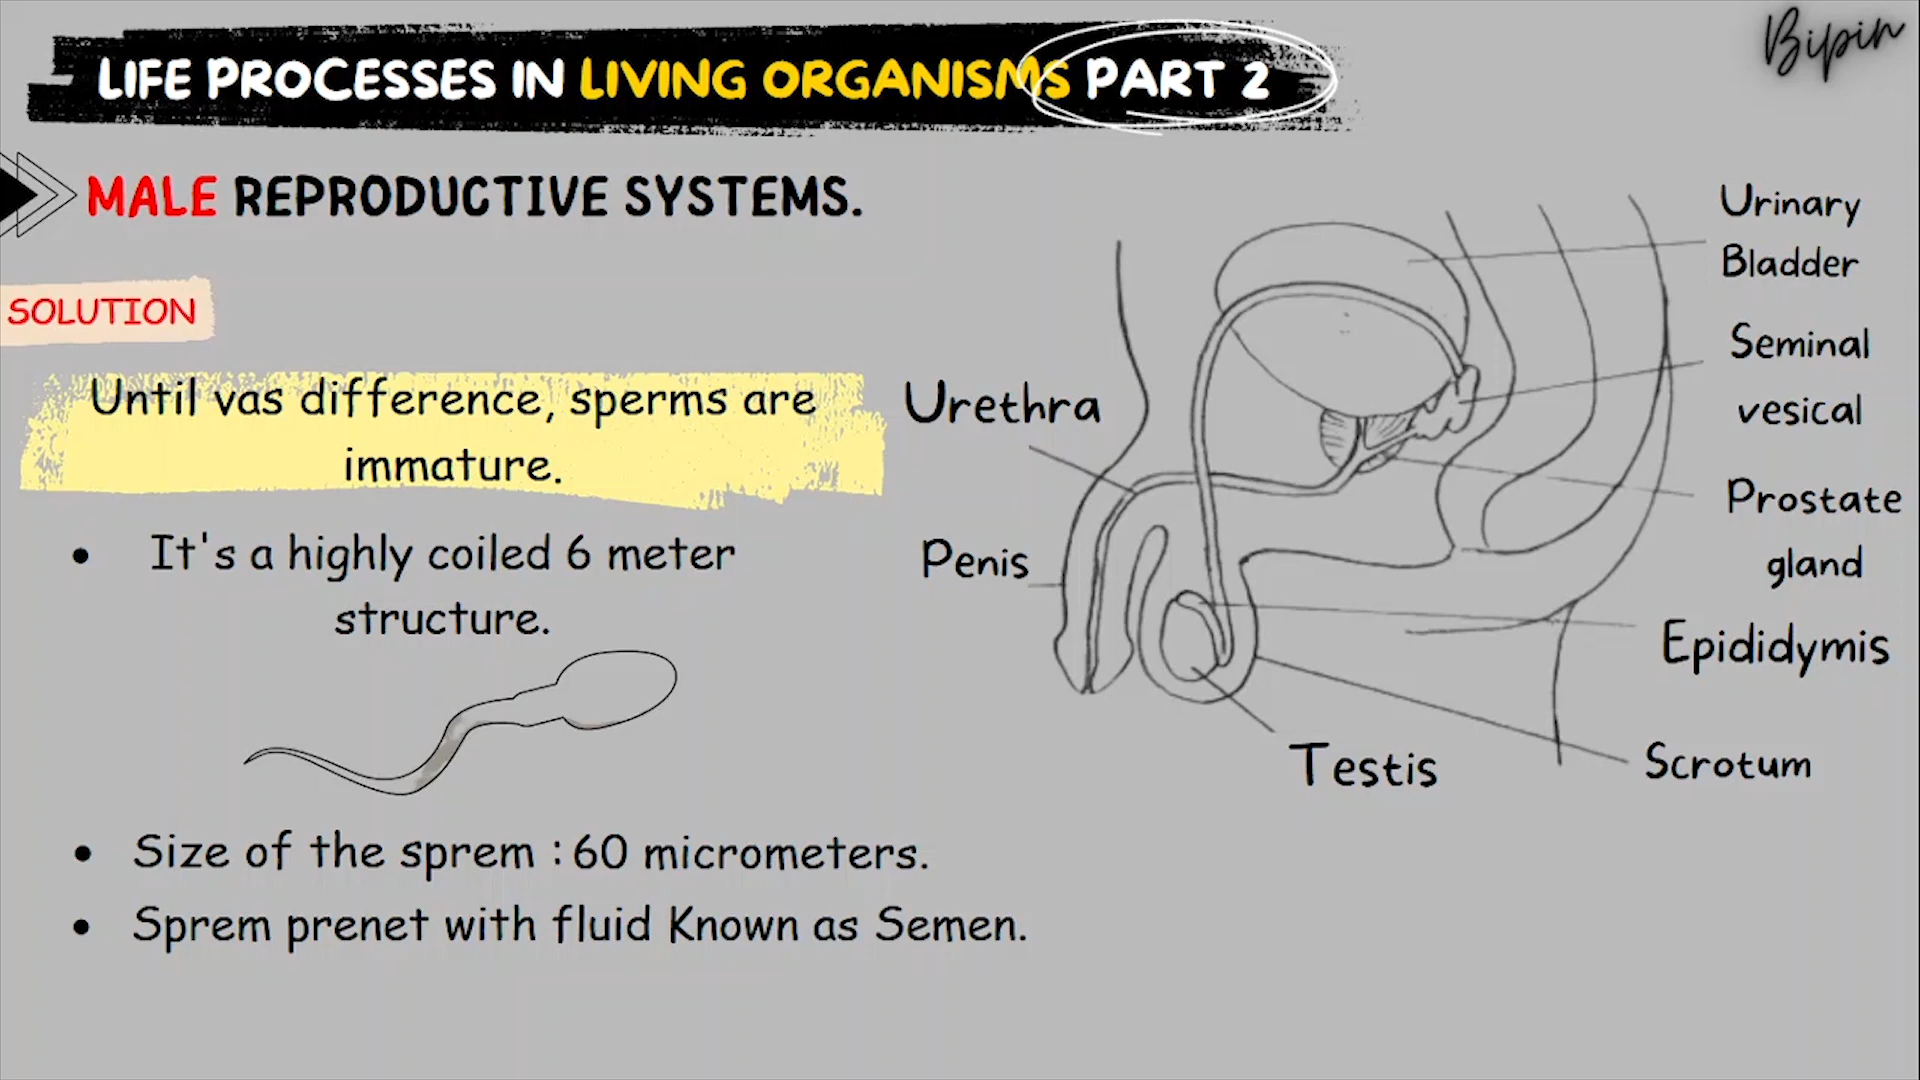 Bipin
LIFE PROCESSES IN LIVING ORGANISMS PART 2
MALE REPRODUCTIVE SYSTEMS.
SOLUTION
Until vas difference, sperms are
immature.
• It's a highly coiled 6 meter
structure.
• Size of the sprem : 60 micrometers.
• Sprem prenet with fluid Known as Semen.
Urethra
Penis
Urinary
Bladder
Seminal
vesical
Prostate
gland
Epididymis
Scrotum
Testis